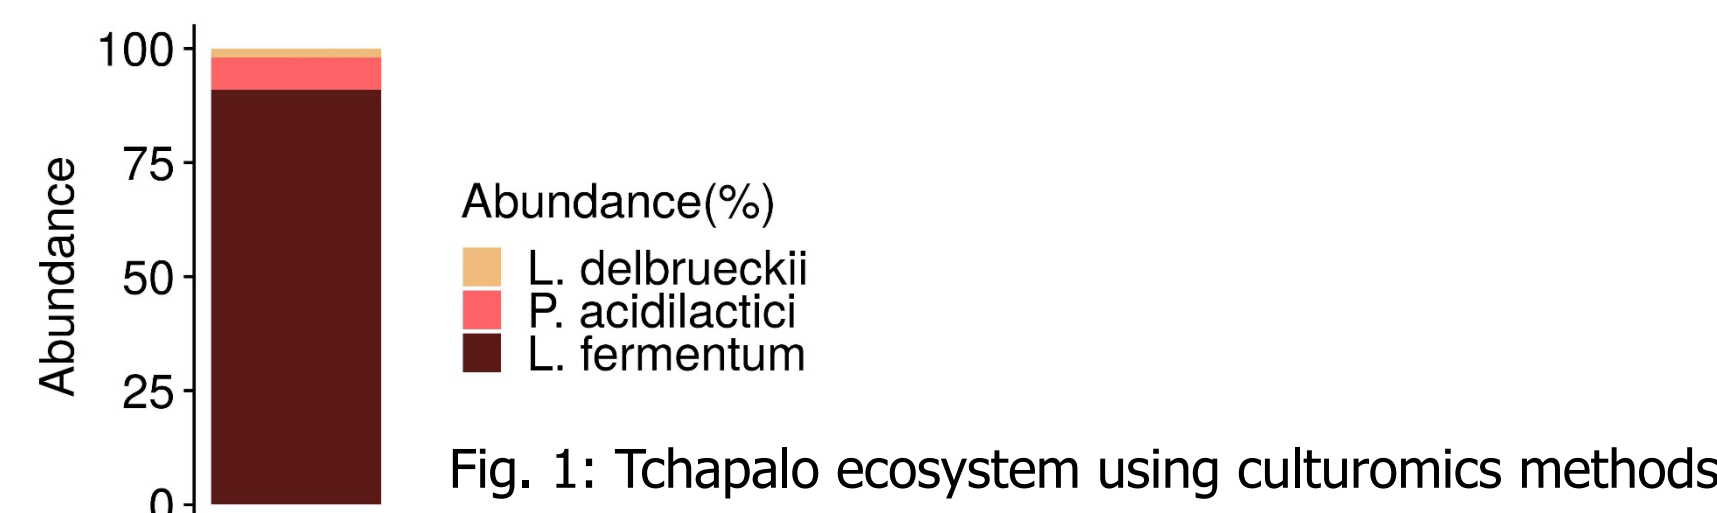 100
75
50
25
0
Abundance
Abundance(%)
L. delbrueckii
P. acidilactici
L. fermentum
Fig. 1: Tchapalo ecosystem using culturomics methods